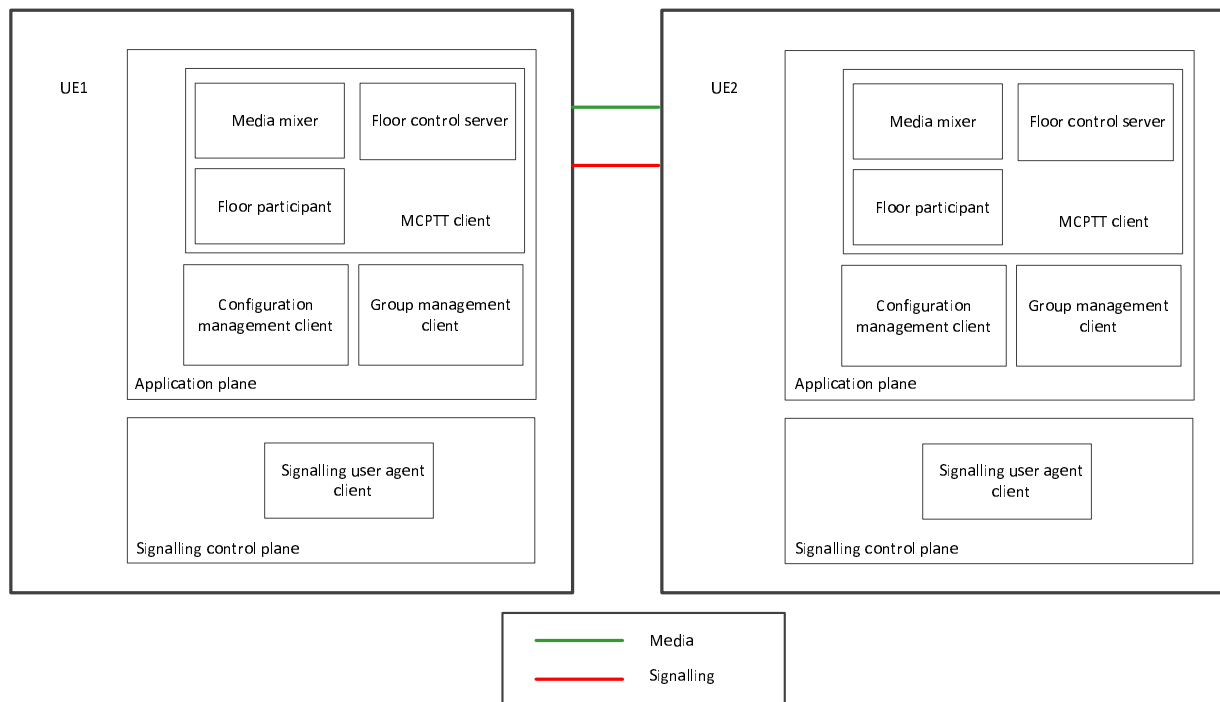 UE1
Media mixer
Floor control server
Floor participant
MCPTT client
Configuration
management client
Group management
client
Application plane
Signalling user agent
client
Signalling control plane
UE2
Media mixer
Floor control server
Floor participant
MCPTT client
Configuration
management client
Group management
client
Application plane
Signalling user agent
client
Signalling control plane
Media
Signalling